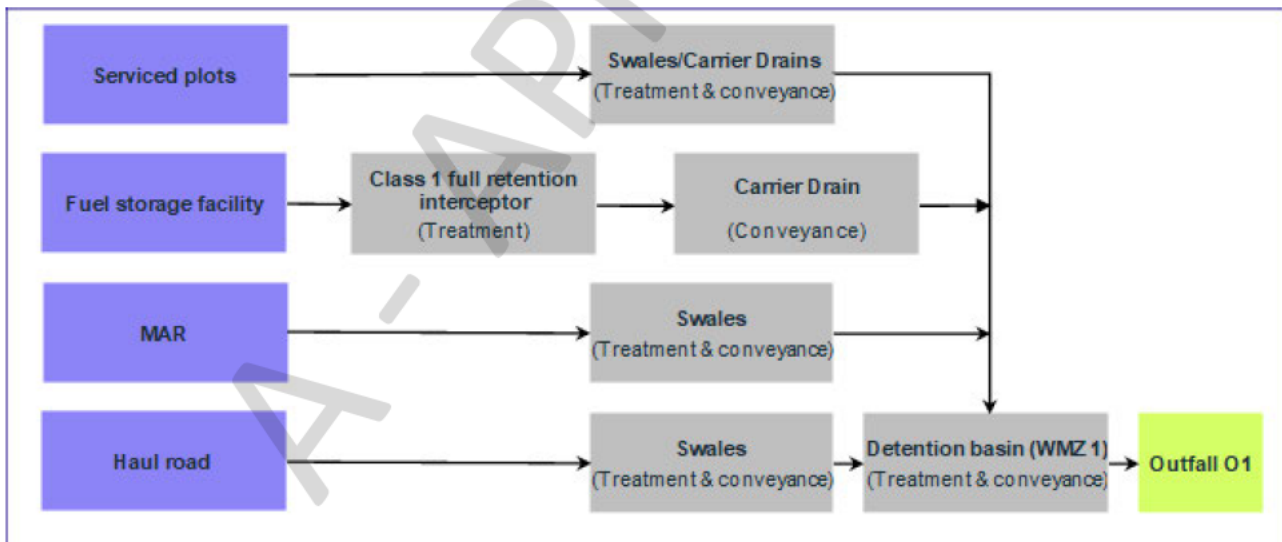 Serviced plots
Swales/Carrier Drains
(Treatment & conveyance)
Fuel storage facility
Class 1 full retention
interceptor
(Treatment)
Carrier Drain
(Conveyance)
MAR
Swales
(Treatment & conveyance)
Haul road
Swales
(Treatment & conveyance)
Detention basin (WMZ 1)
(Treatment & conveyance)
Outfall O1